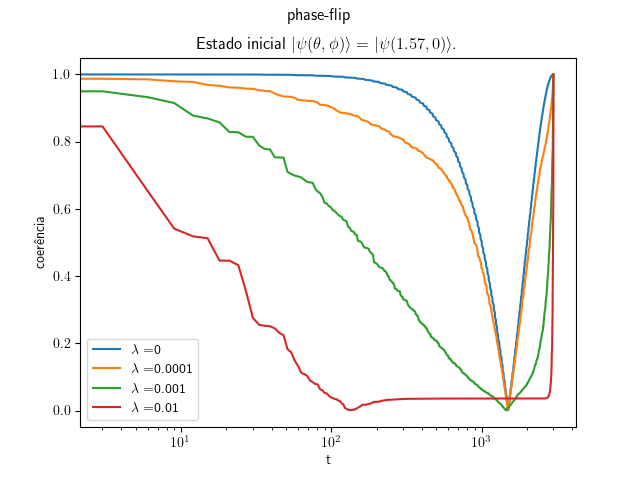 phase-flip
Estado inicial |ψ(θ, ϕ)⟩ = |ψ(1.57, 0)⟩.
1.0
0.8
0.6
0.4
0.2
0.0
coerência
λ =0
λ =0.0001
λ =0.001
λ =0.01
10¹
10²
10³
t